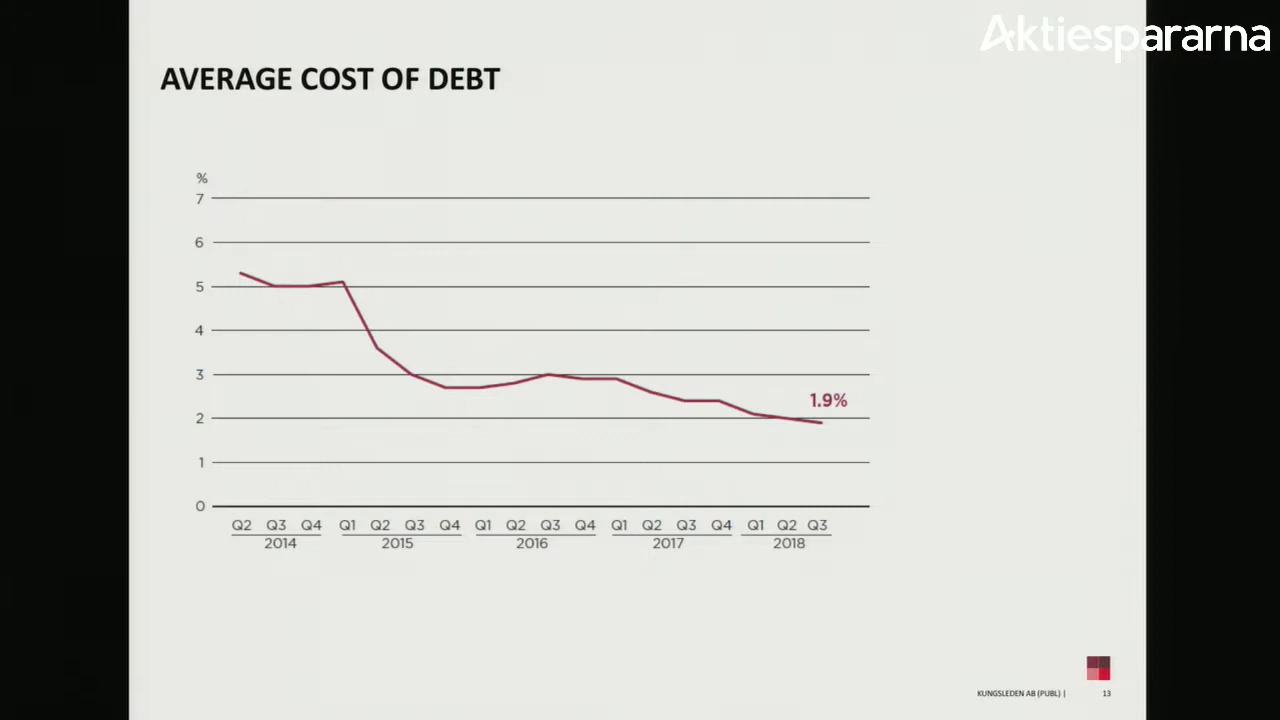 Aktiespararna
AVERAGE COST OF DEBT
%
7
6
5
4
3
2
1
0
1.9%
Q2 Q3 Q4 Q1 Q2 Q3 Q4 Q1 Q2 Q3 Q4 Q1 Q2 Q3 Q4 Q1 Q2 Q3
2014 2015 2016 2017 2018
KUNGSLEDEN AB (PUBL) | 13